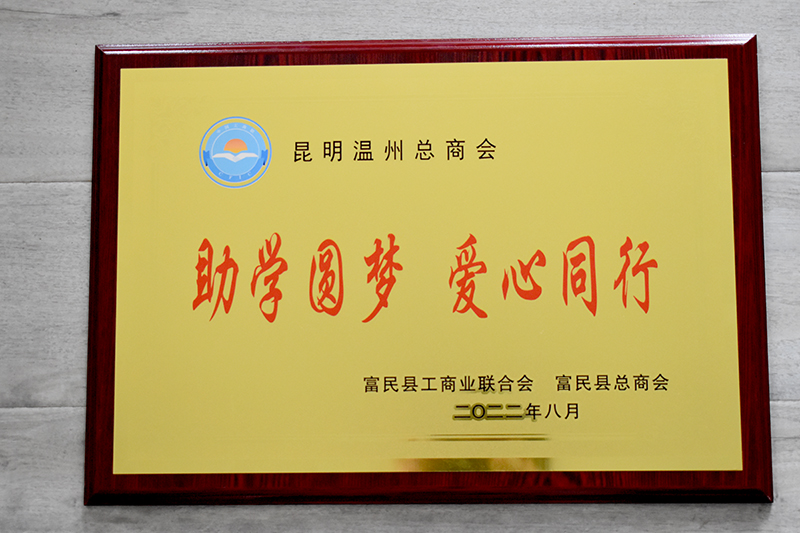 昆明温州总商会
助学圆梦 爱心同行
富民县工商业联合会 富民县总商会
二〇二二年八月